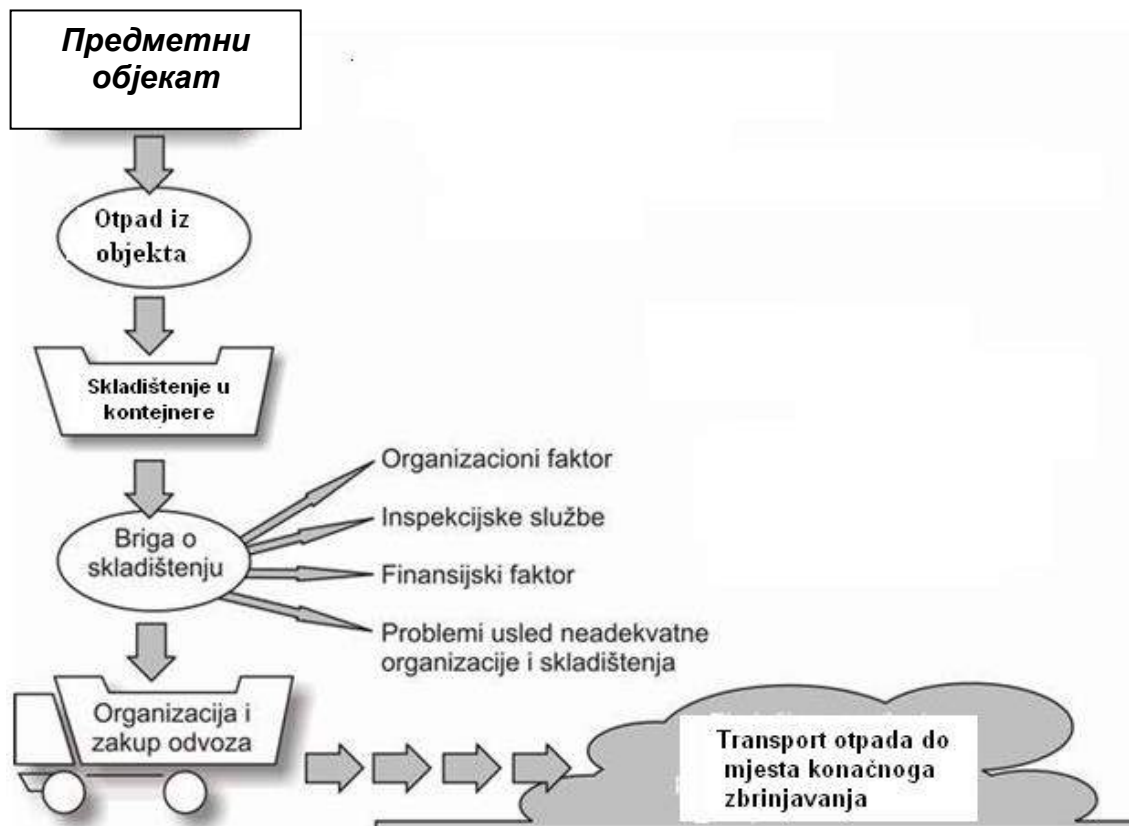 Предметни
објекат
Otpad iz
objekta
Skladištenje u
kontejnere
Organizacioni faktor
Inspekcijske službe
Briga o
skladištenju
Finansijski faktor
Problemi usled neadekvatne
organizacije i skladištenja
Organizacija i
zakup odvoza
Transport otpada do
mjesta konačnoga
zbrinjavanja